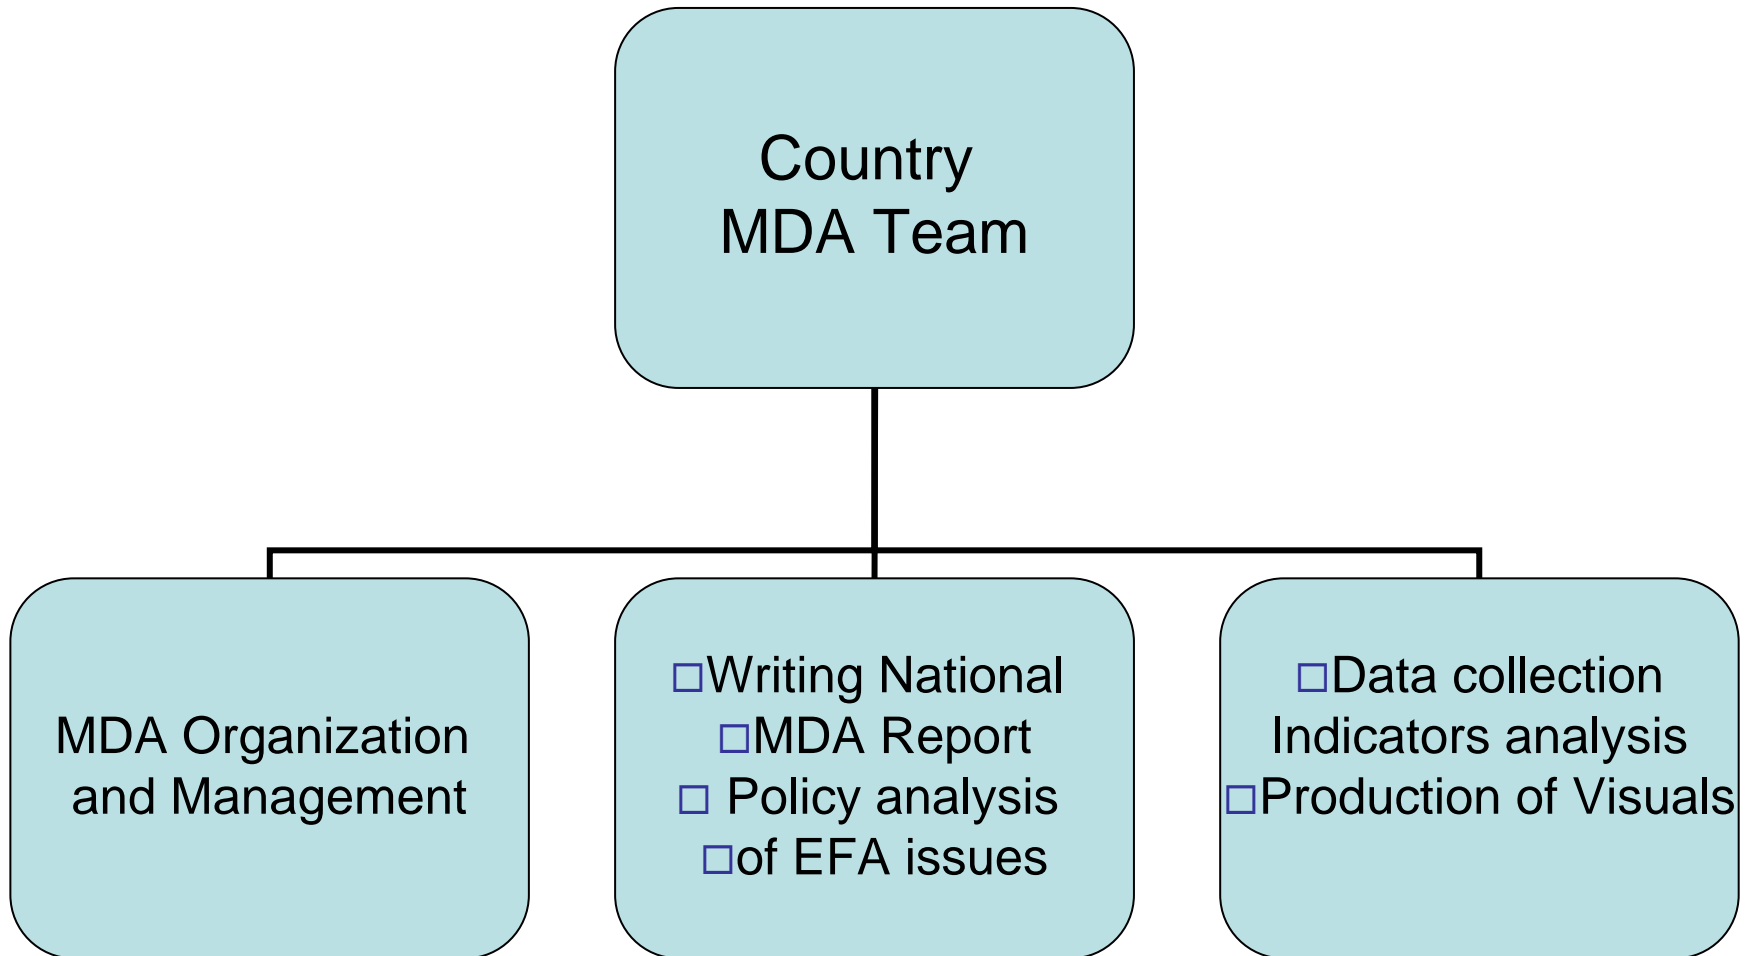 Country
MDA Team
MDA Organization
and Management
□Writing National
□MDA Report
□ Policy analysis
□of EFA issues
□Data collection
Indicators analysis
□Production of Visuals